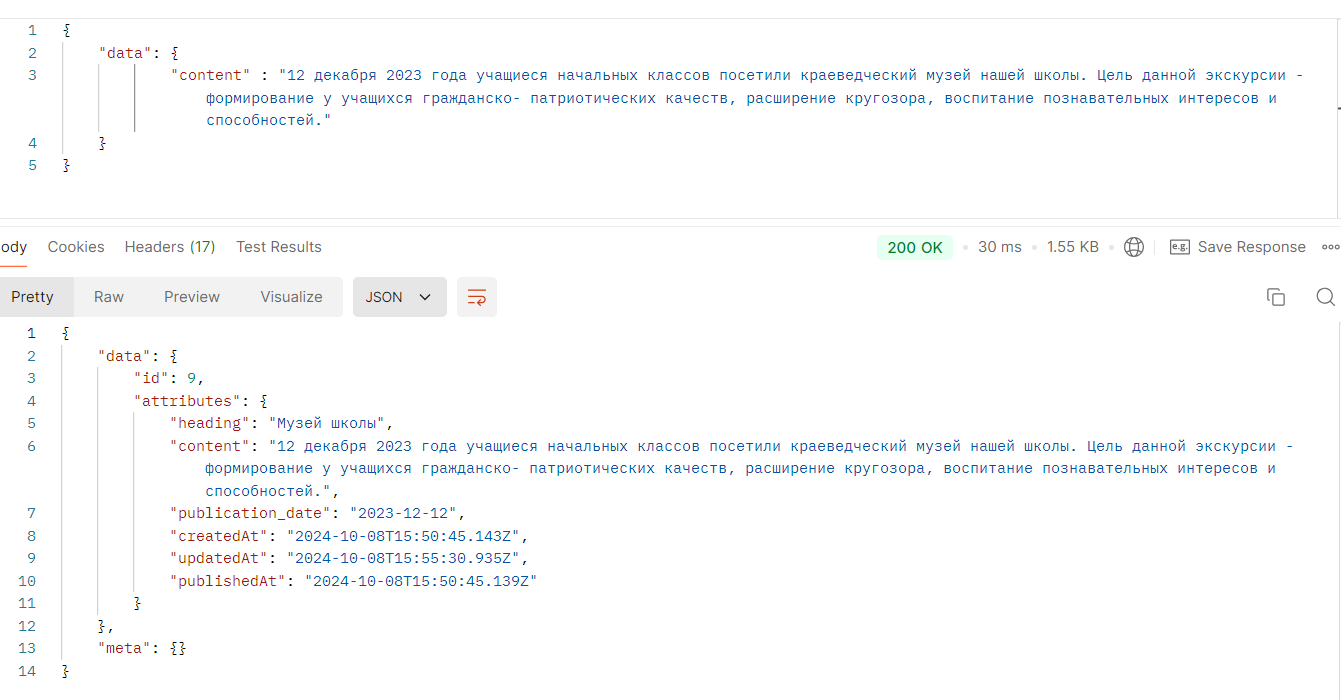 1 {
2 "data": {
3 "content" : "12 декабря 2023 года учащиеся начальных классов посетили краеведческий музей нашей школы. Цель данной экскурсии -
формирование у учащихся гражданско- патриотических качеств, расширение кругозора, воспитание познавательных интересов и
способностей."
4 }
5 }
ody Cookies Headers (17) Test Results 200 OK 30 ms 1.55 KB e.g. Save Response
Pretty Raw Preview Visualize JSON
1 {
2 "data": {
3 "id": 9,
4 "attributes": {
5 "heading": "Музей школы",
6 "content": "12 декабря 2023 года учащиеся начальных классов посетили краеведческий музей нашей школы. Цель данной экскурсии -
формирование у учащихся гражданско- патриотических качеств, расширение кругозора, воспитание познавательных интересов и
способностей.",
7 "publication_date": "2023-12-12",
8 "createdAt": "2024-10-08T15:50:45.143Z",
9 "updatedAt": "2024-10-08T15:55:30.935Z",
10 "publishedAt": "2024-10-08T15:50:45.139Z"
11 }
12 },
13 "meta": {}
14 }